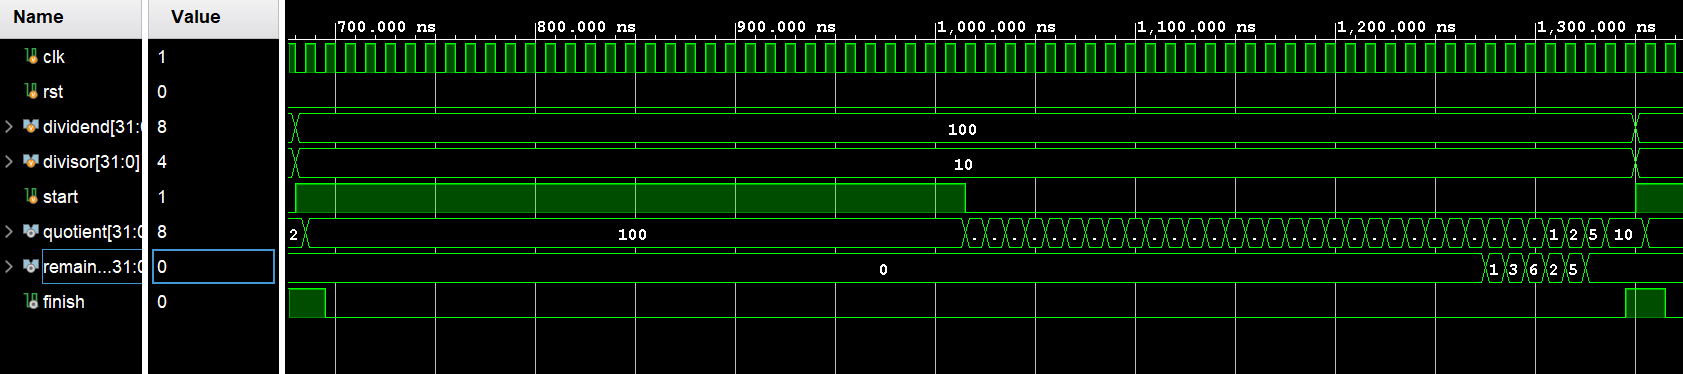 Name Value
700.000 ns 800.000 ns 900.000 ns 1,000.000 ns 1,100.000 ns 1,200.000 ns 1,300.000 ns
clk 1
rst 0
dividend[31:0 8 100
divisor[31:0] 4 10
start 1
quotient[31:0 8 2 100 . . . . . . . . . . . . . . . . . . . . . . . . . . . . . 1 2 5 10
remain...31:0 0 0 1 3 6 2 5
finish 0